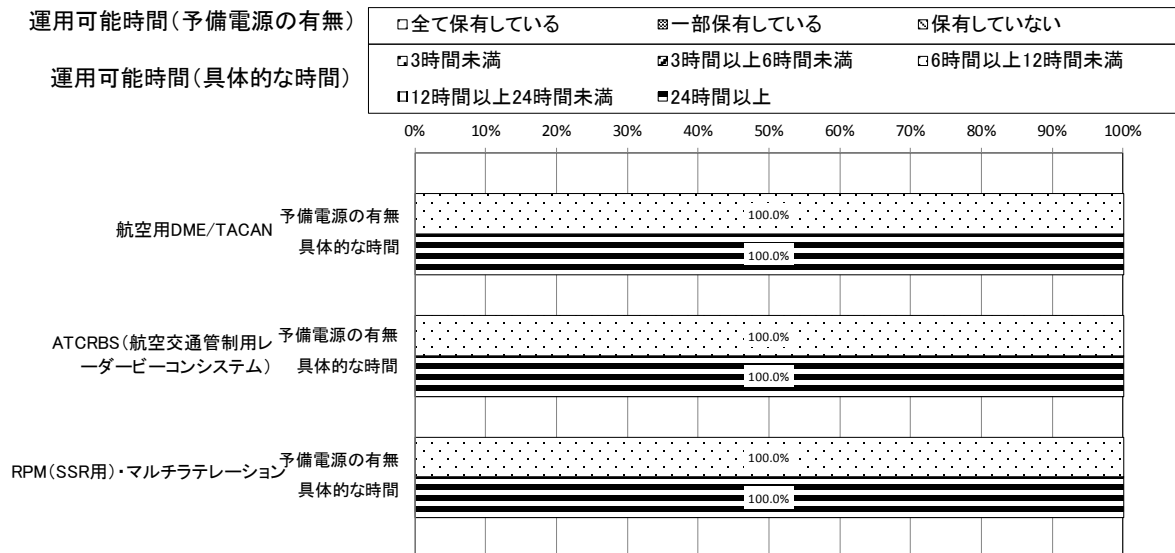 運用可能時間(予備電源の有無)
全て保有している 一部保有している 保有していない
運用可能時間(具体的な時間)
3時間未満 3時間以上6時間未満 6時間以上12時間未満
12時間以上24時間未満 24時間以上
0% 10% 20% 30% 40% 50% 60% 70% 80% 90% 100%
航空用DME/TACAN
予備電源の有無
100.0%
具体的な時間
100.0%
ATCRBS(航空交通管制用レ
ーダービーコンシステム)
予備電源の有無
100.0%
具体的な時間
100.0%
RPM(SSR用)・マルチラテレーション
予備電源の有無
100.0%
具体的な時間
100.0%